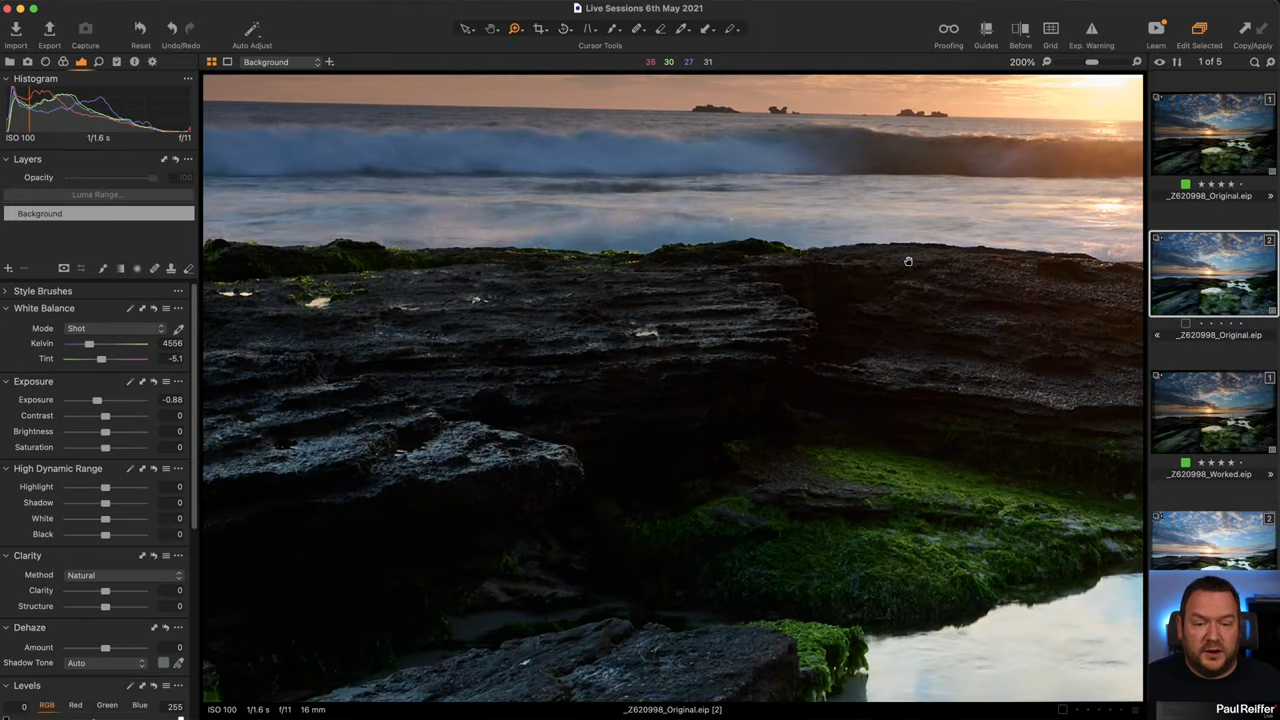 Live Sessions 6th May 2021
Import
Export
Capture
Reset
Undo/Redo
Auto Adjust
Cursor Tools
Proofing
Guides
Before
Grid
Exp. Warning
Learn
Edit Selected
Copy/Apply
Background
35 30 27 31
200%
1 of 5
Histogram
ISO 100 1/1.6 s f/11
Layers
Opacity 100
Luma Range...
Background
Style Brushes
White Balance
Mode Shot
Kelvin 4556
Tint -5.1
Exposure
Exposure -0.88
Contrast 0
Brightness 0
Saturation 0
High Dynamic Range
Highlight 0
Shadow 0
White 0
Black 0
Clarity
Method Natural
Clarity 0
Structure 0
Dehaze
Amount 0
Shadow Tone Auto
Levels
0 RGB Red Green Blue 255
1
_Z620998_Original.eip
2
_Z620998_Original.eip
1
_Z620998_Worked.eip
2
ISO 100 1/1.6 s f/11 16 mm
_Z620998_Original.eip [2]
Paul Reiffer